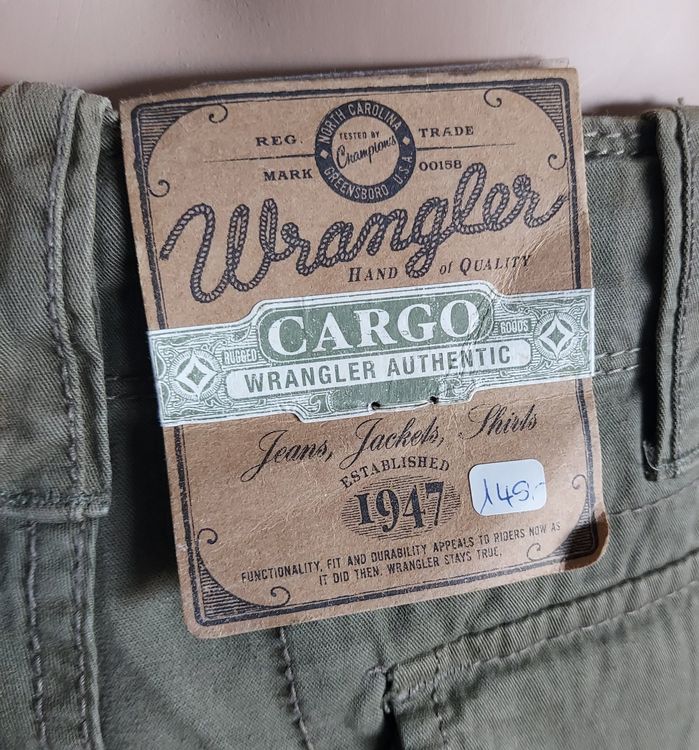 NORTH CAROLINA
REG. TESTED BY TRADE
Champion's
MARK 00158
GREENSBORO U.S.A.
Wrangler
HAND of QUALITY
CARGO
RUGGED GOODS
WRANGLER AUTHENTIC
Jeans, Jackets, Shirts
ESTABLISHED
1947
149,-
FUNCTIONALITY, FIT AND DURABILITY APPEALS TO RIDERS NOW AS
IT DID THEN. WRANGLER STAYS TRUE.